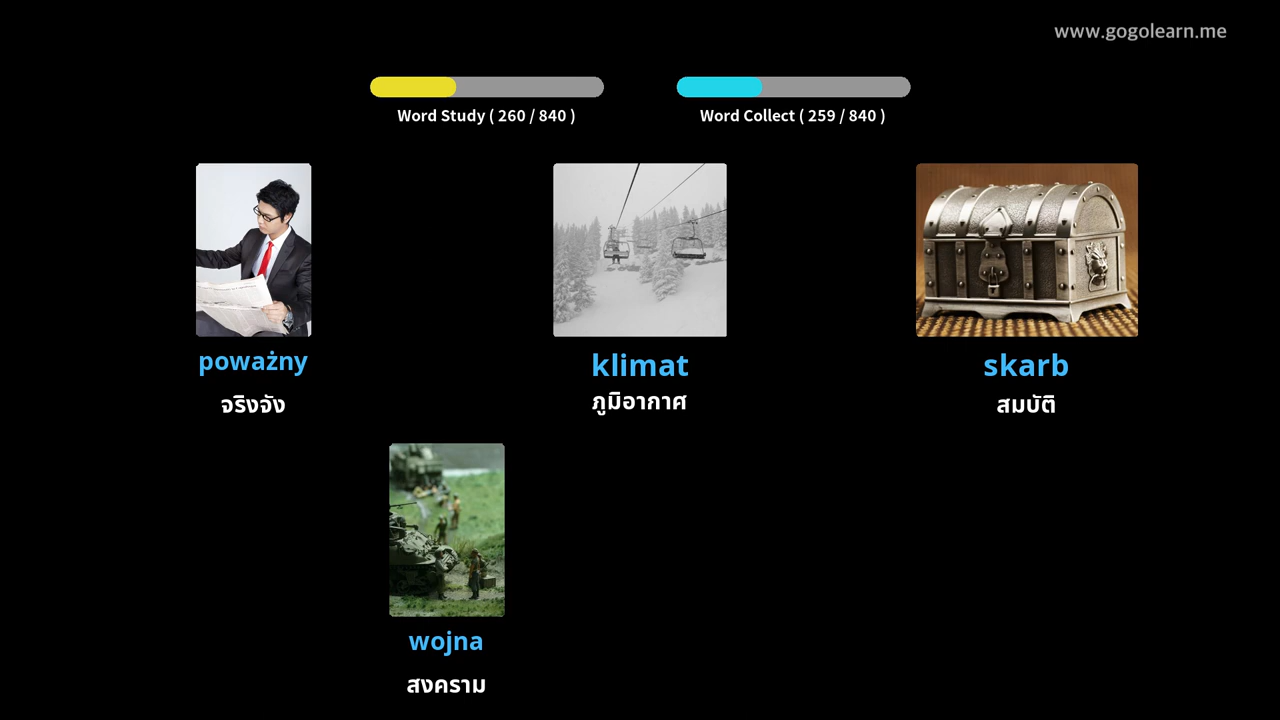 www.gogolearn.me
Word Study ( 260 / 840 )
Word Collect ( 259 / 840 )
poważny
klimat
skarb
จริงจัง
ภูมิอากาศ
สมบัติ
wojna
สงคราม